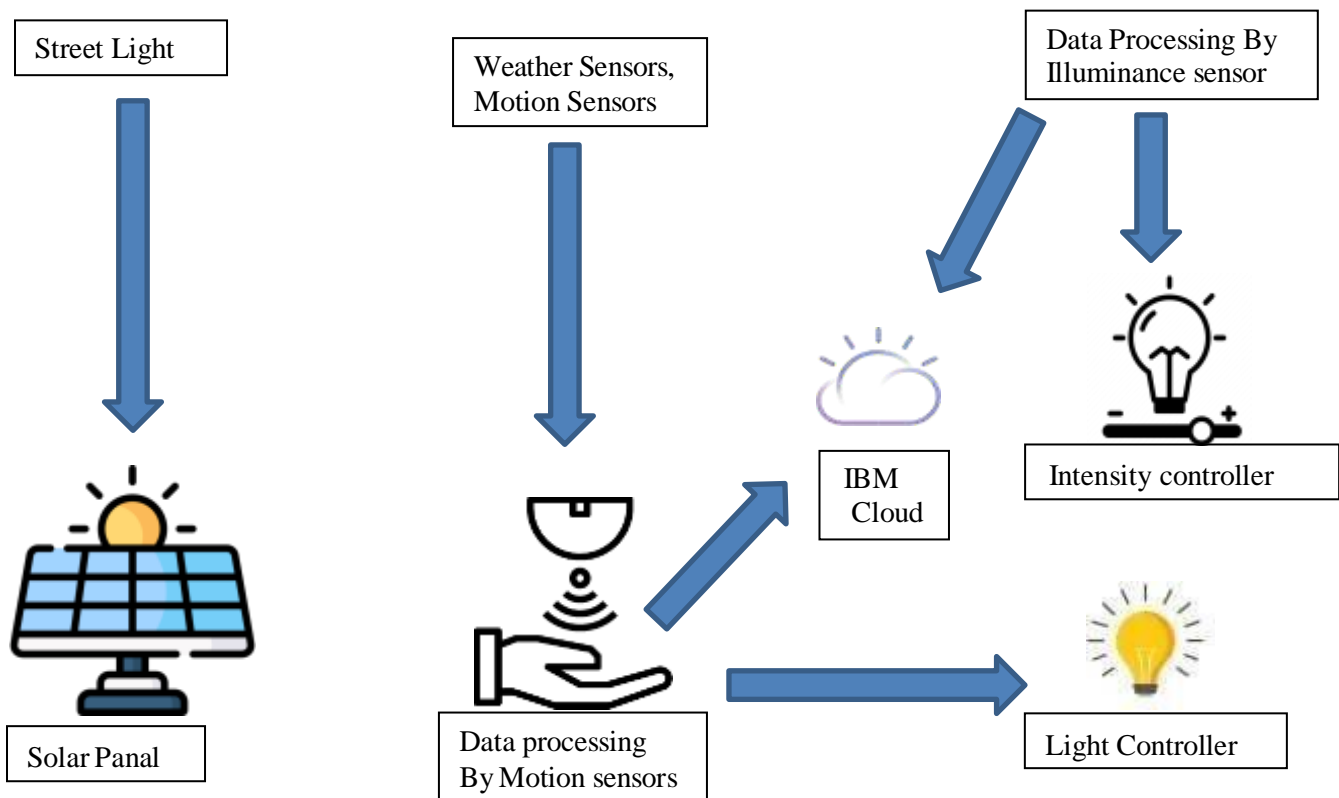 Street Light
Weather Sensors,
Motion Sensors
Data Processing By
Illuminance sensor
- +
IBM
Cloud
Intensity controller
Solar Panal
Data processing
By Motion sensors
Light Controller